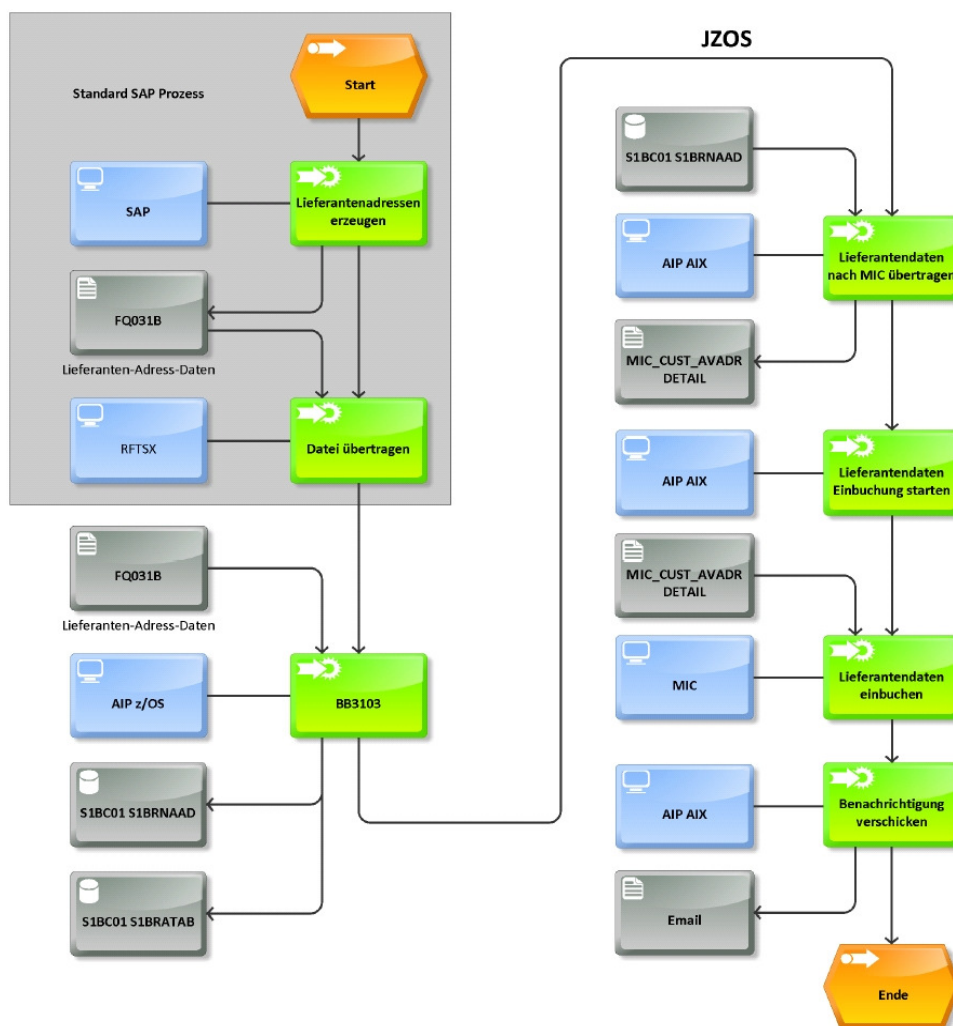 JZOS
Start
Standard SAP Prozess
SAP
Lieferantenadressen
erzeugen
FQ031B
Lieferanten-Adress-Daten
RFTSX
Datei übertragen
FQ031B
Lieferanten-Adress-Daten
AIP z/OS
BB3103
S1BC01 S1BRNAAD
S1BC01 S1BRATAB
S1BC01 S1BRNAAD
AIP AIX
Lieferantendaten
nach MIC übertragen
MIC_CUST_AVADR
DETAIL
AIP AIX
Lieferantendaten
Einbuchung starten
MIC_CUST_AVADR
DETAIL
MIC
Lieferantendaten
einbuchen
AIP AIX
Benachrichtigung
verschicken
Email
Ende